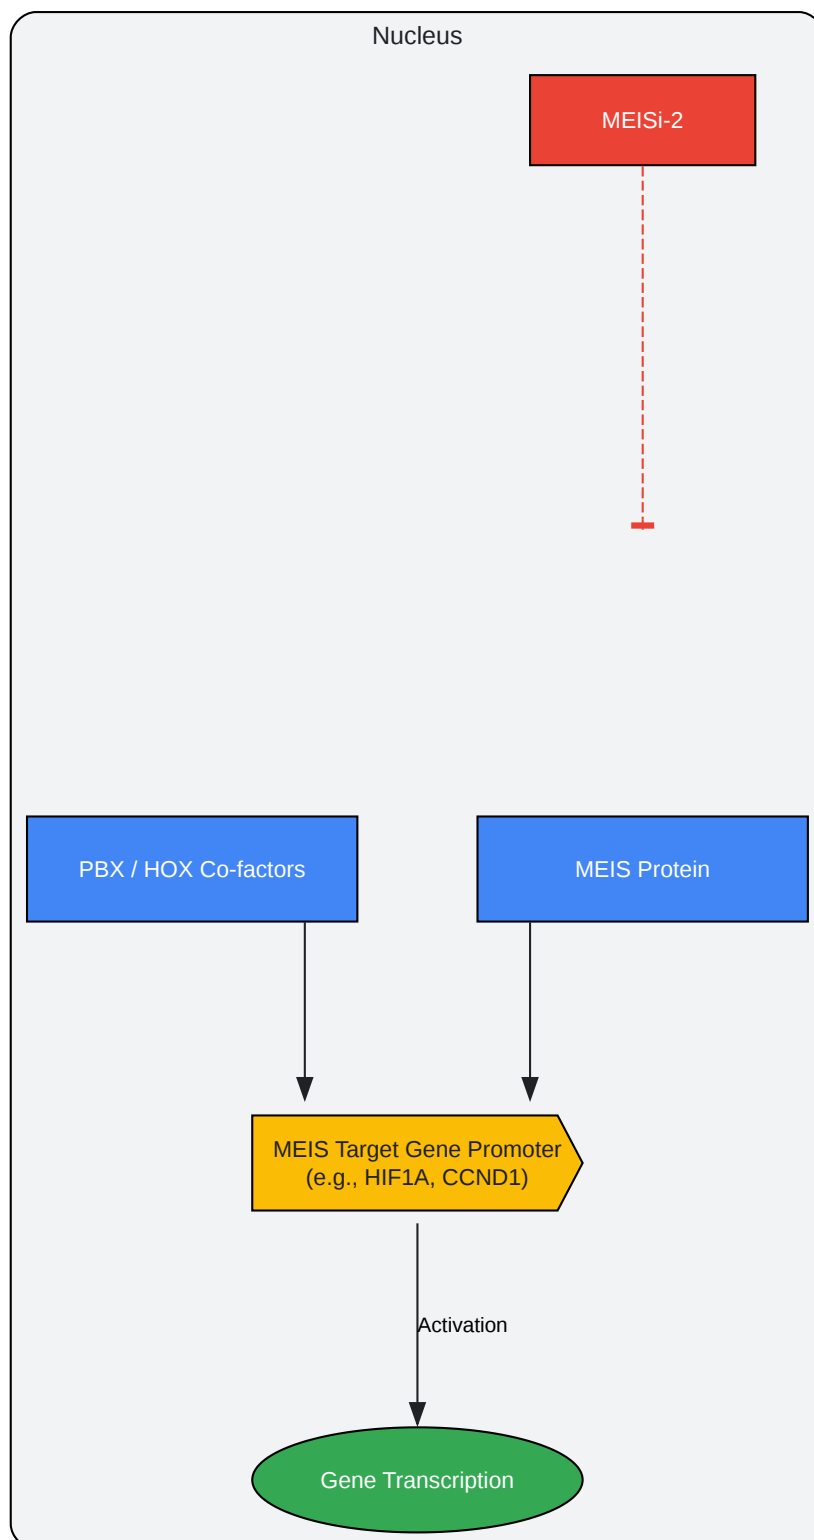 Nucleus
MEISi-2
PBX / HOX Co-factors
MEIS Protein
MEIS Target Gene Promoter
(e.g., HIF1A, CCND1)
Activation
Gene Transcription